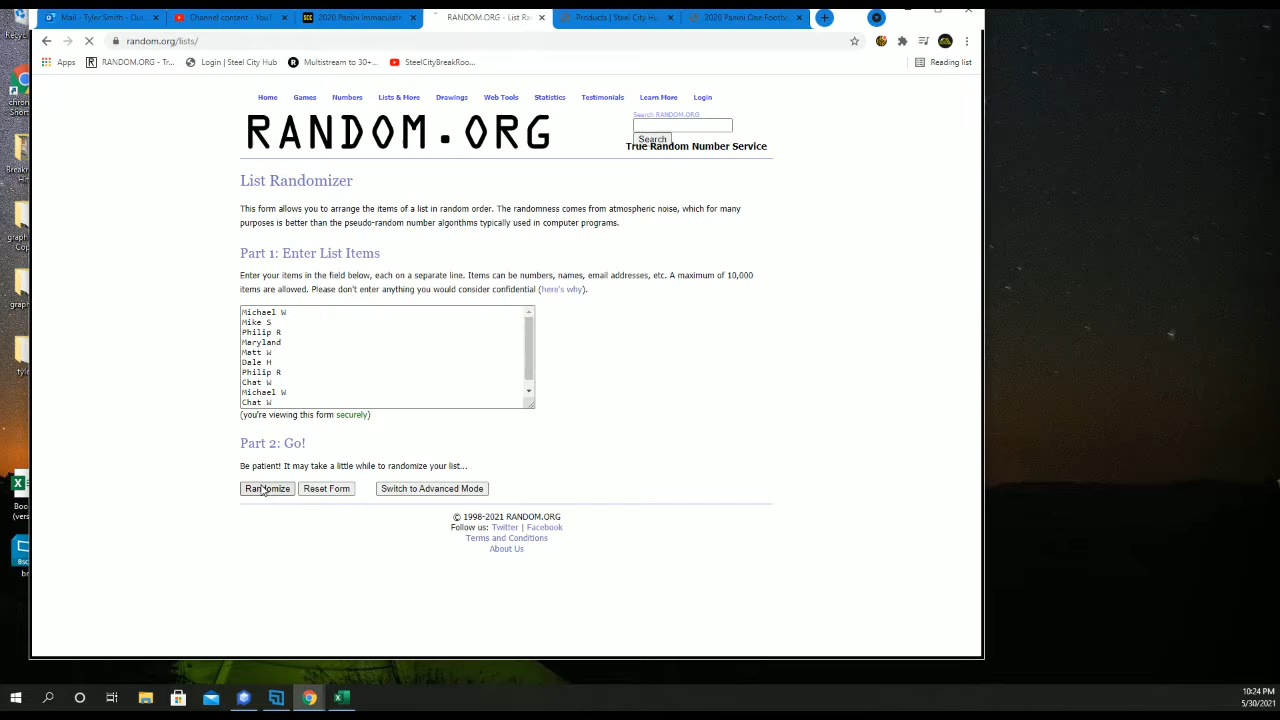 Mail - Tyler Smith - Out
Channel content - YouT
2020 Panini Immaculate
RANDOM.ORG - List Ra
Products | Steel City Hu
2020 Panini One Footb
random.org/lists/
Apps
RANDOM.ORG - Tr...
Login | Steel City Hub
Multistream to 30+...
SteelCityBreakRoo...
Reading list
Home
Games
Numbers
Lists & More
Drawings
Web Tools
Statistics
Testimonials
Learn More
Login
RANDOM.ORG
Search RANDOM.ORG
Search
True Random Number Service
List Randomizer
This form allows you to arrange the items of a list in random order. The randomness comes from atmospheric noise, which for many
purposes is better than the pseudo-random number algorithms typically used in computer programs.
Part 1: Enter List Items
Enter your items in the field below, each on a separate line. Items can be numbers, names, email addresses, etc. A maximum of 10,000
items are allowed. Please don't enter anything you would consider confidential (here's why).
Michael W
Mike S
Philip R
Maryland
Matt W
Dale H
Philip R
Chat W
Michael W
Chat W
(you're viewing this form securely)
Part 2: Go!
Be patient! It may take a little while to randomize your list...
Randomize
Reset Form
Switch to Advanced Mode
© 1998-2021 RANDOM.ORG
Follow us: Twitter | Facebook
Terms and Conditions
About Us
10:24 PM
5/30/2021